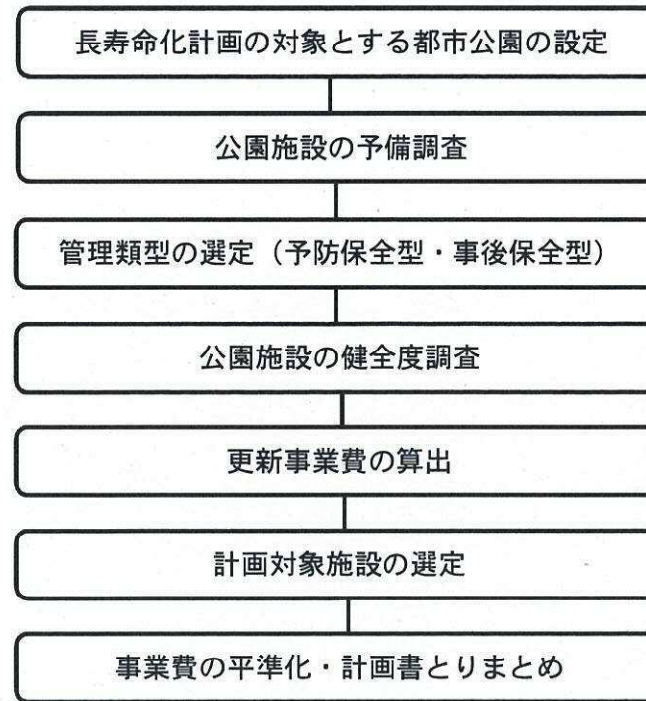 長寿命化計画の対象とする都市公園の設定
公園施設の予備調査
管理類型の選定（予防保全型・事後保全型）
公園施設の健全度調査
更新事業費の算出
計画対象施設の選定
事業費の平準化・計画書とりまとめ